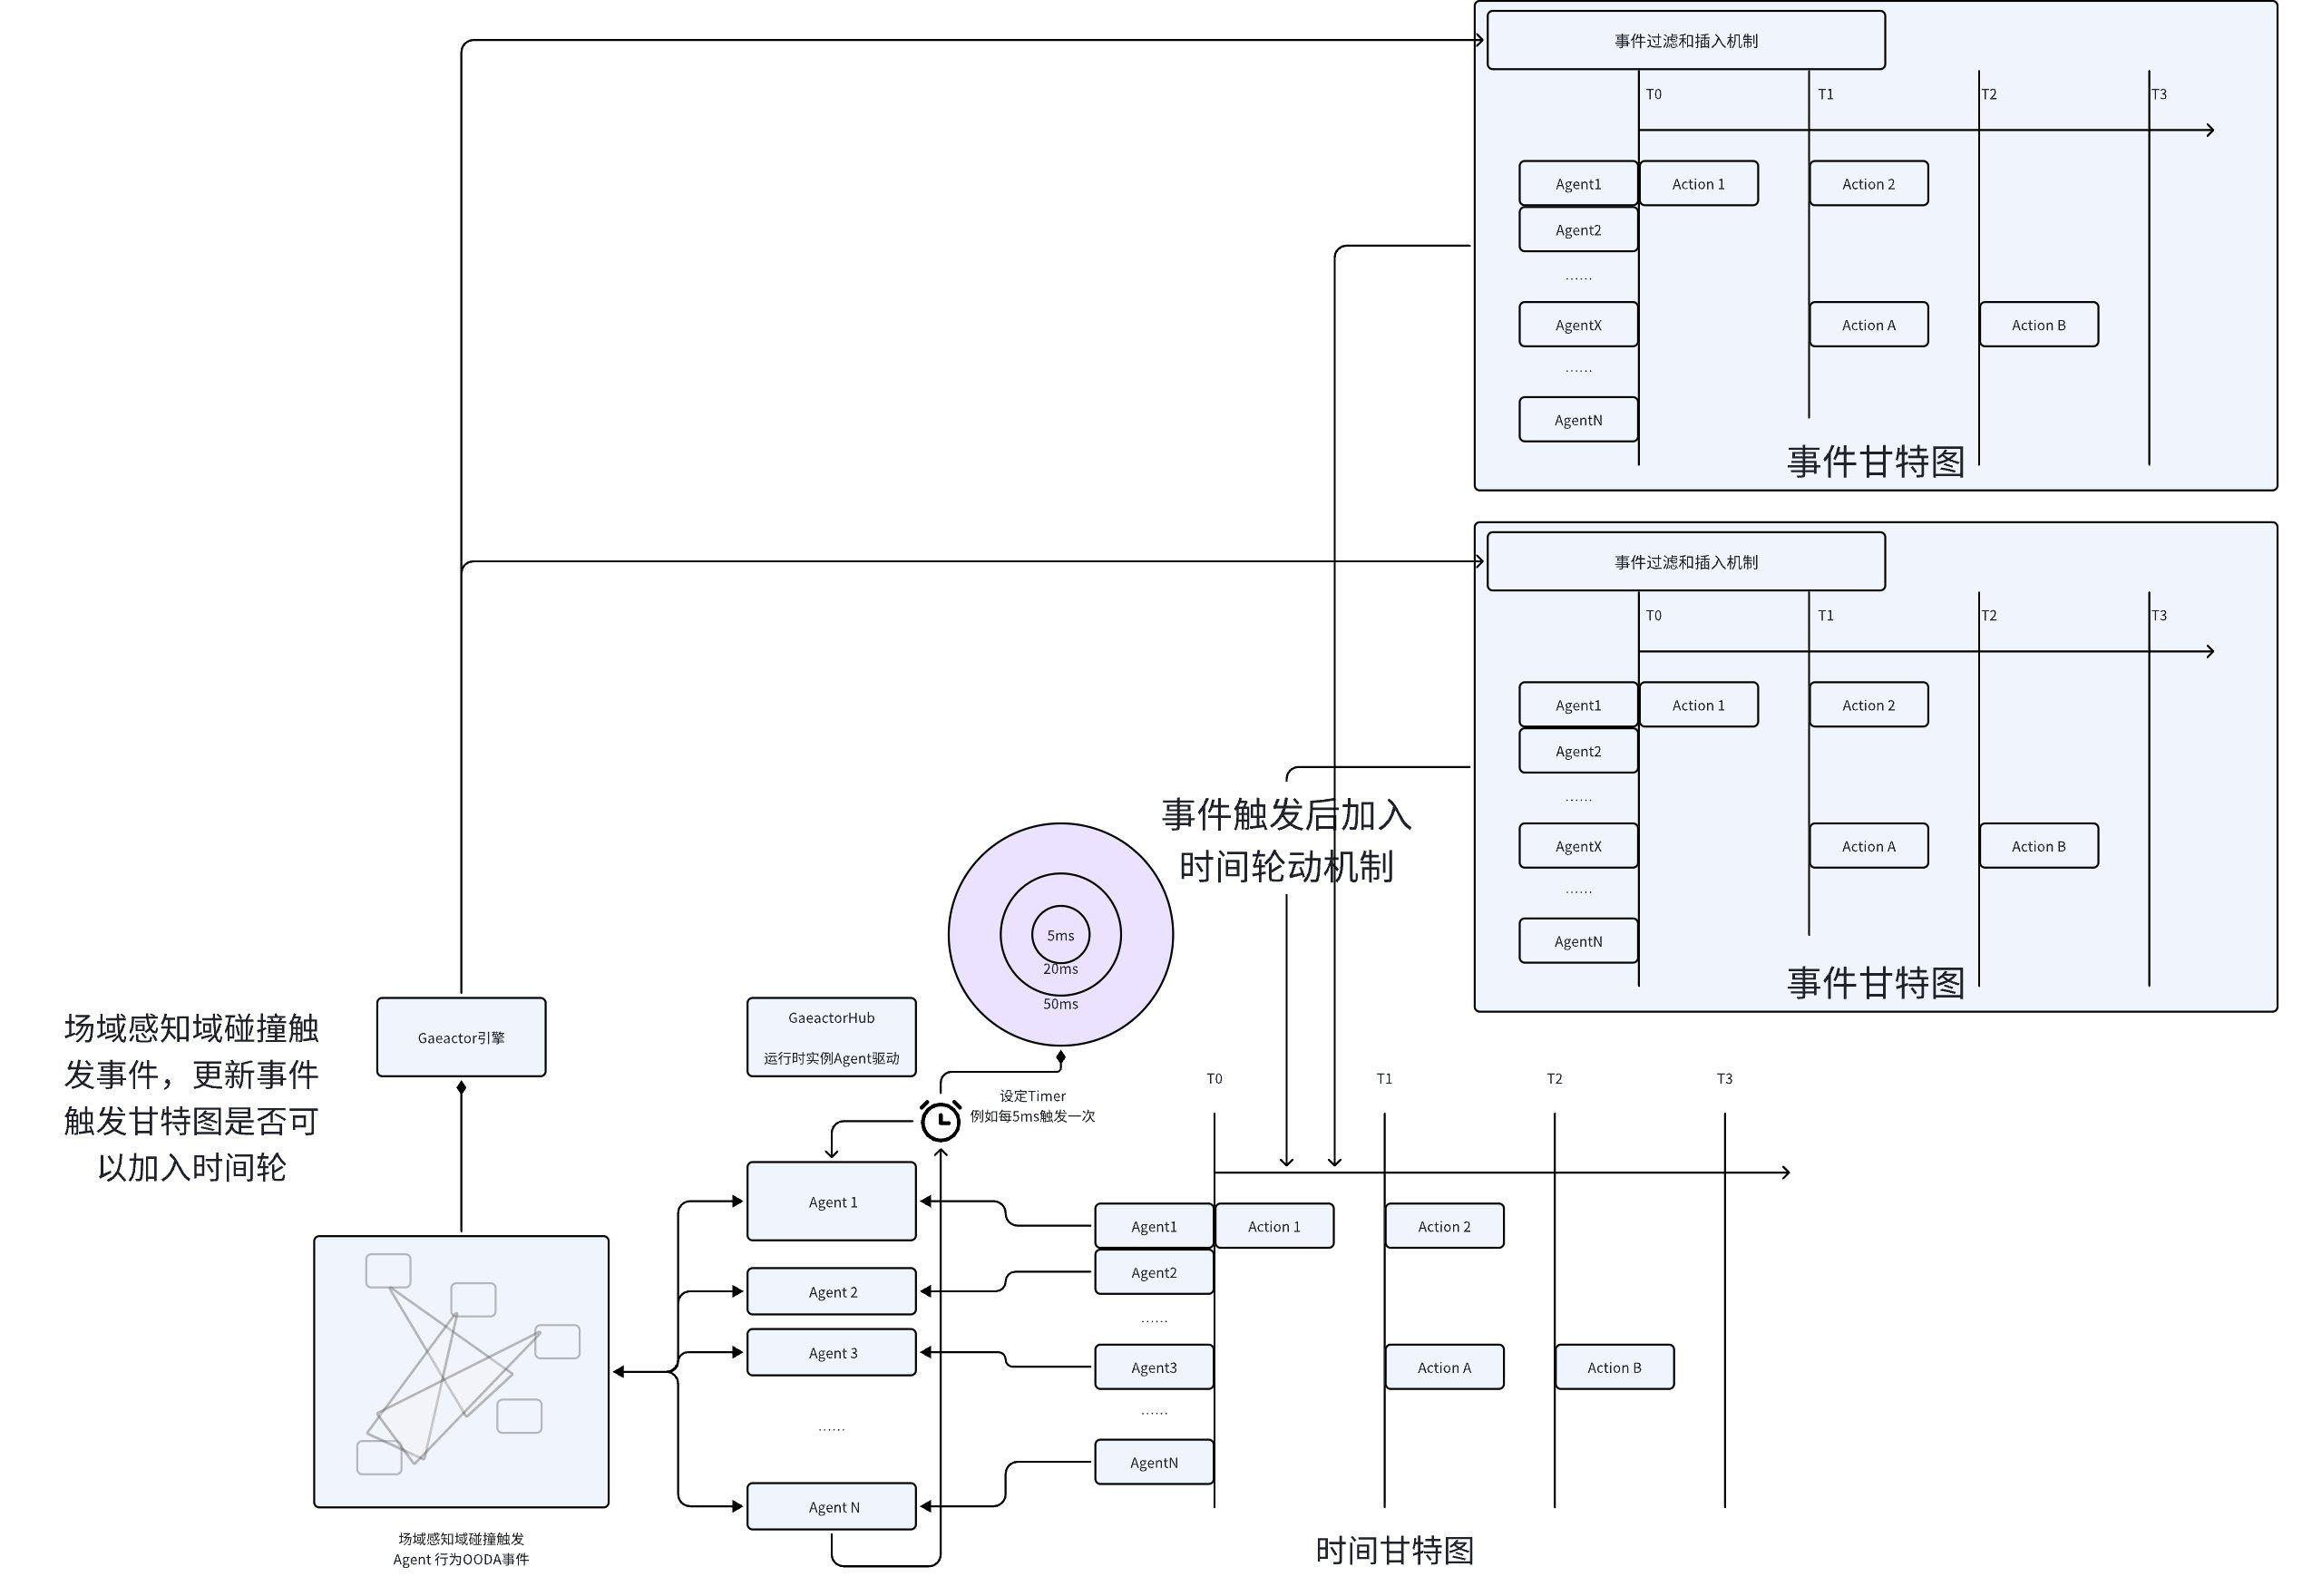 事件过滤和插入机制
T0
T1
T2
T3
Agent1
Action 1
Action 2
Agent2
......
AgentX
Action A
Action B
......
AgentN
事件甘特图
事件过滤和插入机制
T0
T1
T2
T3
Agent1
Action 1
Action 2
Agent2
......
AgentX
Action A
Action B
......
AgentN
事件甘特图
事件触发后加入
时间轮动机制
5ms
20ms
50ms
场域感知域碰撞触
发事件，更新事件
触发甘特图是否可
以加入时间轮
Gaeactor引擎
GaeactorHub
运行时实例Agent驱动
设定Timer
例如每5ms触发一次
Agent 1
Agent 2
Agent 3
......
Agent N
场域感知域碰撞触发
Agent 行为OODA事件
T0
T1
T2
T3
Agent1
Action 1
Action 2
Agent2
......
Agent3
Action A
Action B
......
AgentN
时间甘特图